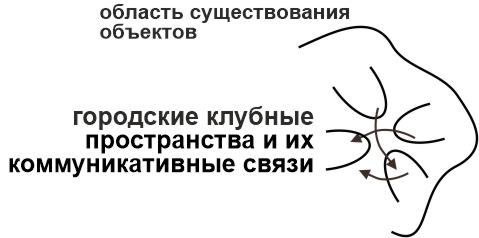 область существования
объектов
городские клубные
пространства и их
коммуникативные связи